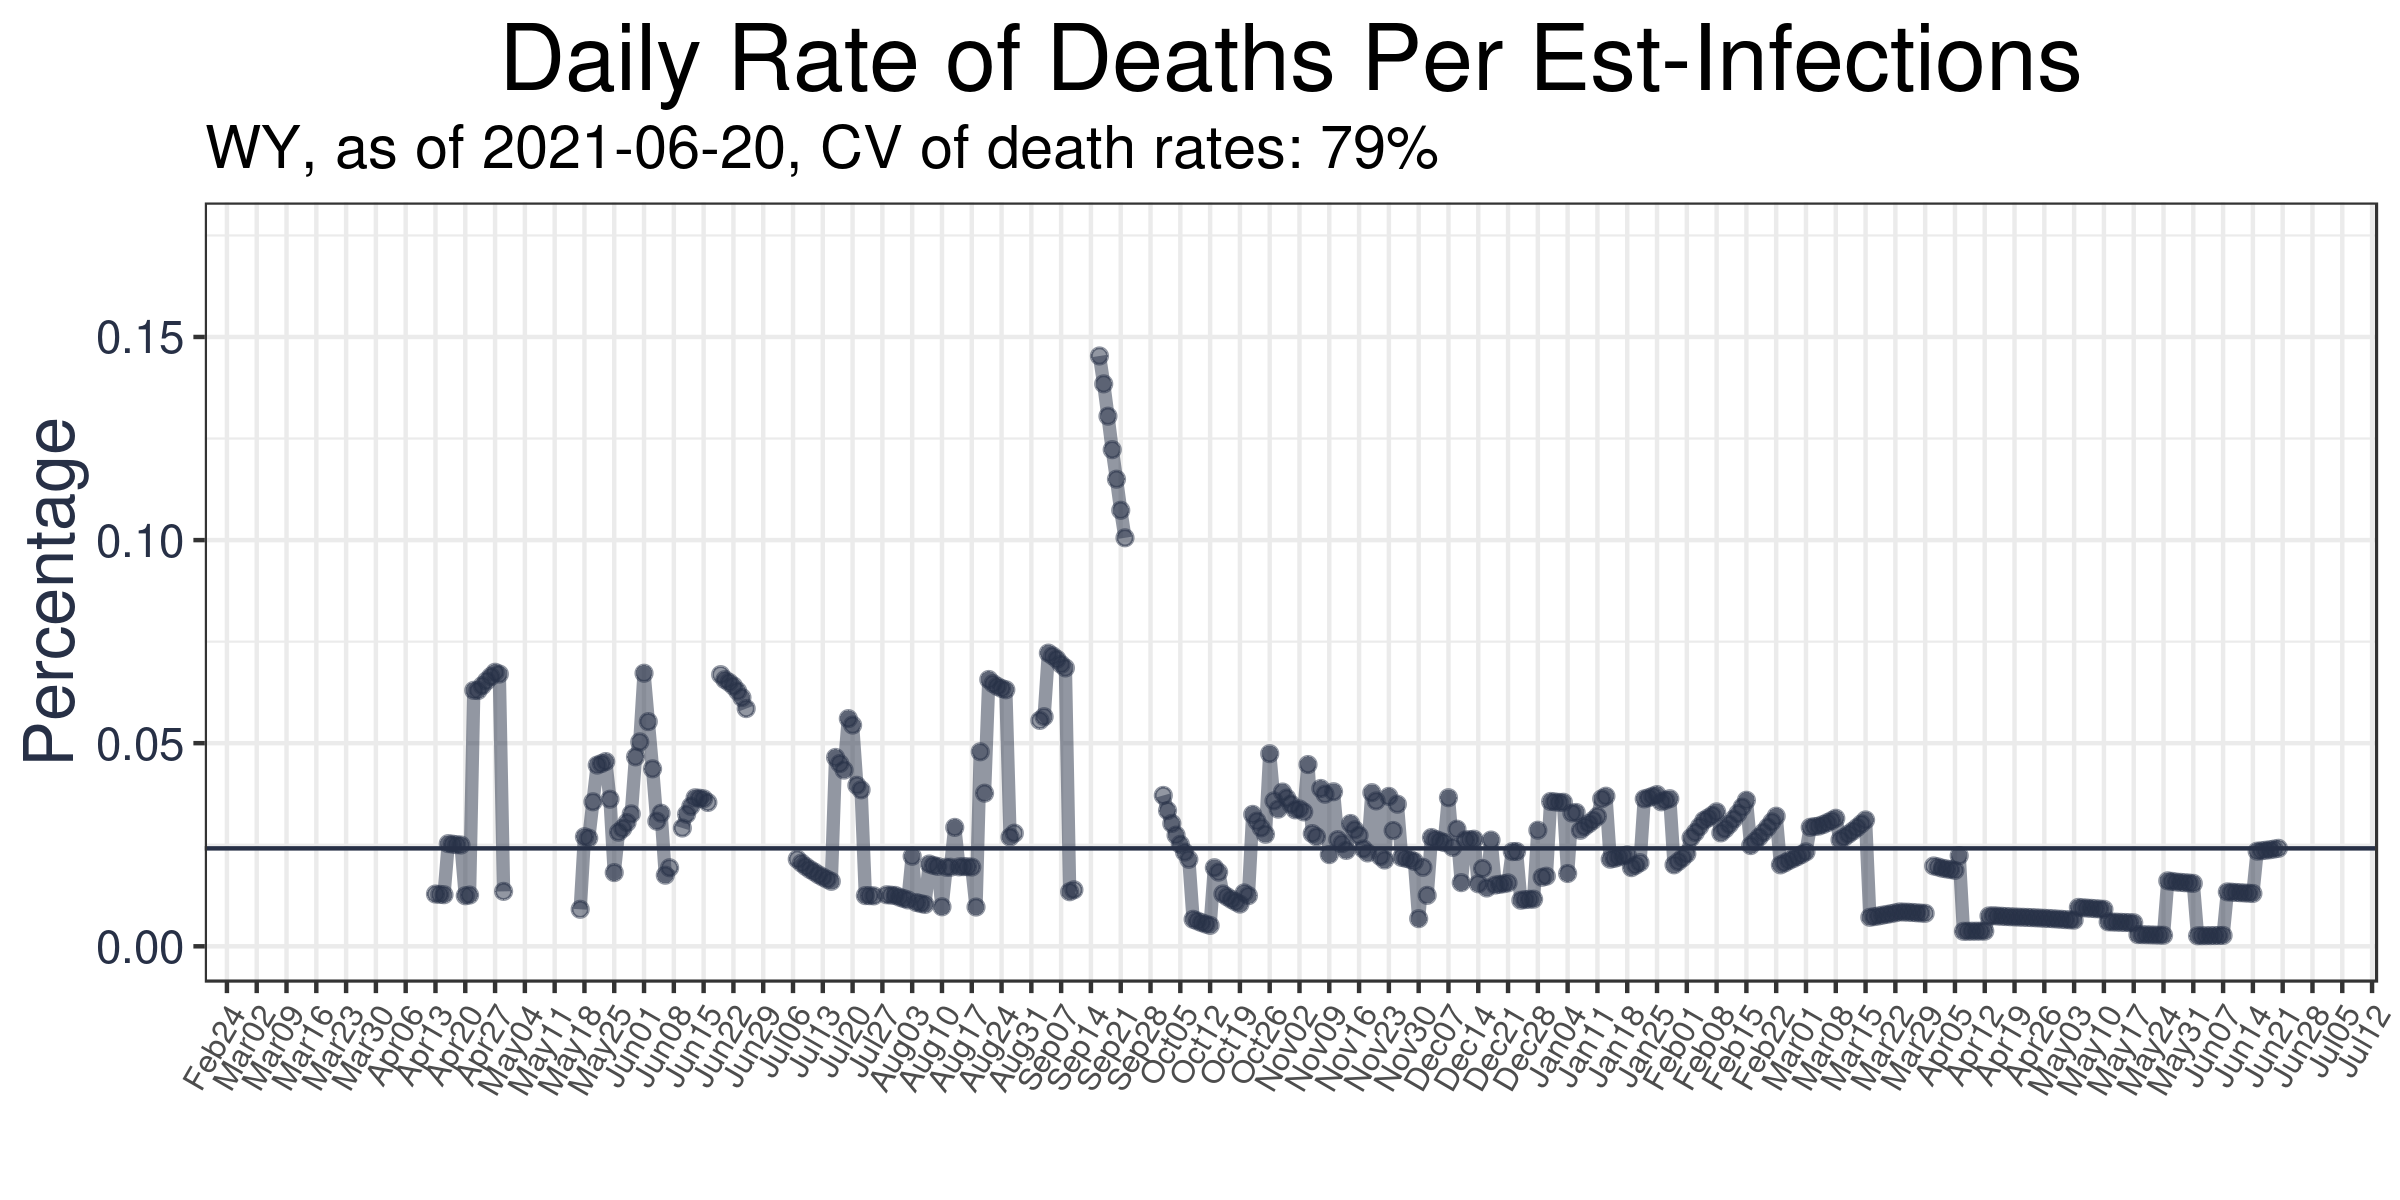 Daily Rate of Deaths Per Est-Infections
WY, as of 2021-06-20, CV of death rates: 79%
Percentage
0.15
0.10
0.05
0.00
Feb24
Mar02
Mar09
Mar16
Mar23
Mar30
Apr06
Apr13
Apr20
Apr27
May04
May11
May18
May25
Jun01
Jun08
Jun15
Jun22
Jun29
Jul06
Jul13
Jul20
Jul27
Aug03
Aug10
Aug17
Aug24
Aug31
Sep07
Sep14
Sep21
Sep28
Oct05
Oct12
Oct19
Oct26
Nov02
Nov09
Nov16
Nov23
Nov30
Dec07
Dec14
Dec21
Dec28
Jan04
Jan11
Jan18
Jan25
Feb01
Feb08
Feb15
Feb22
Mar01
Mar08
Mar15
Mar22
Mar29
Apr05
Apr12
Apr19
Apr26
May03
May10
May17
May24
May31
Jun07
Jun14
Jun21
Jun28
Jul05
Jul12